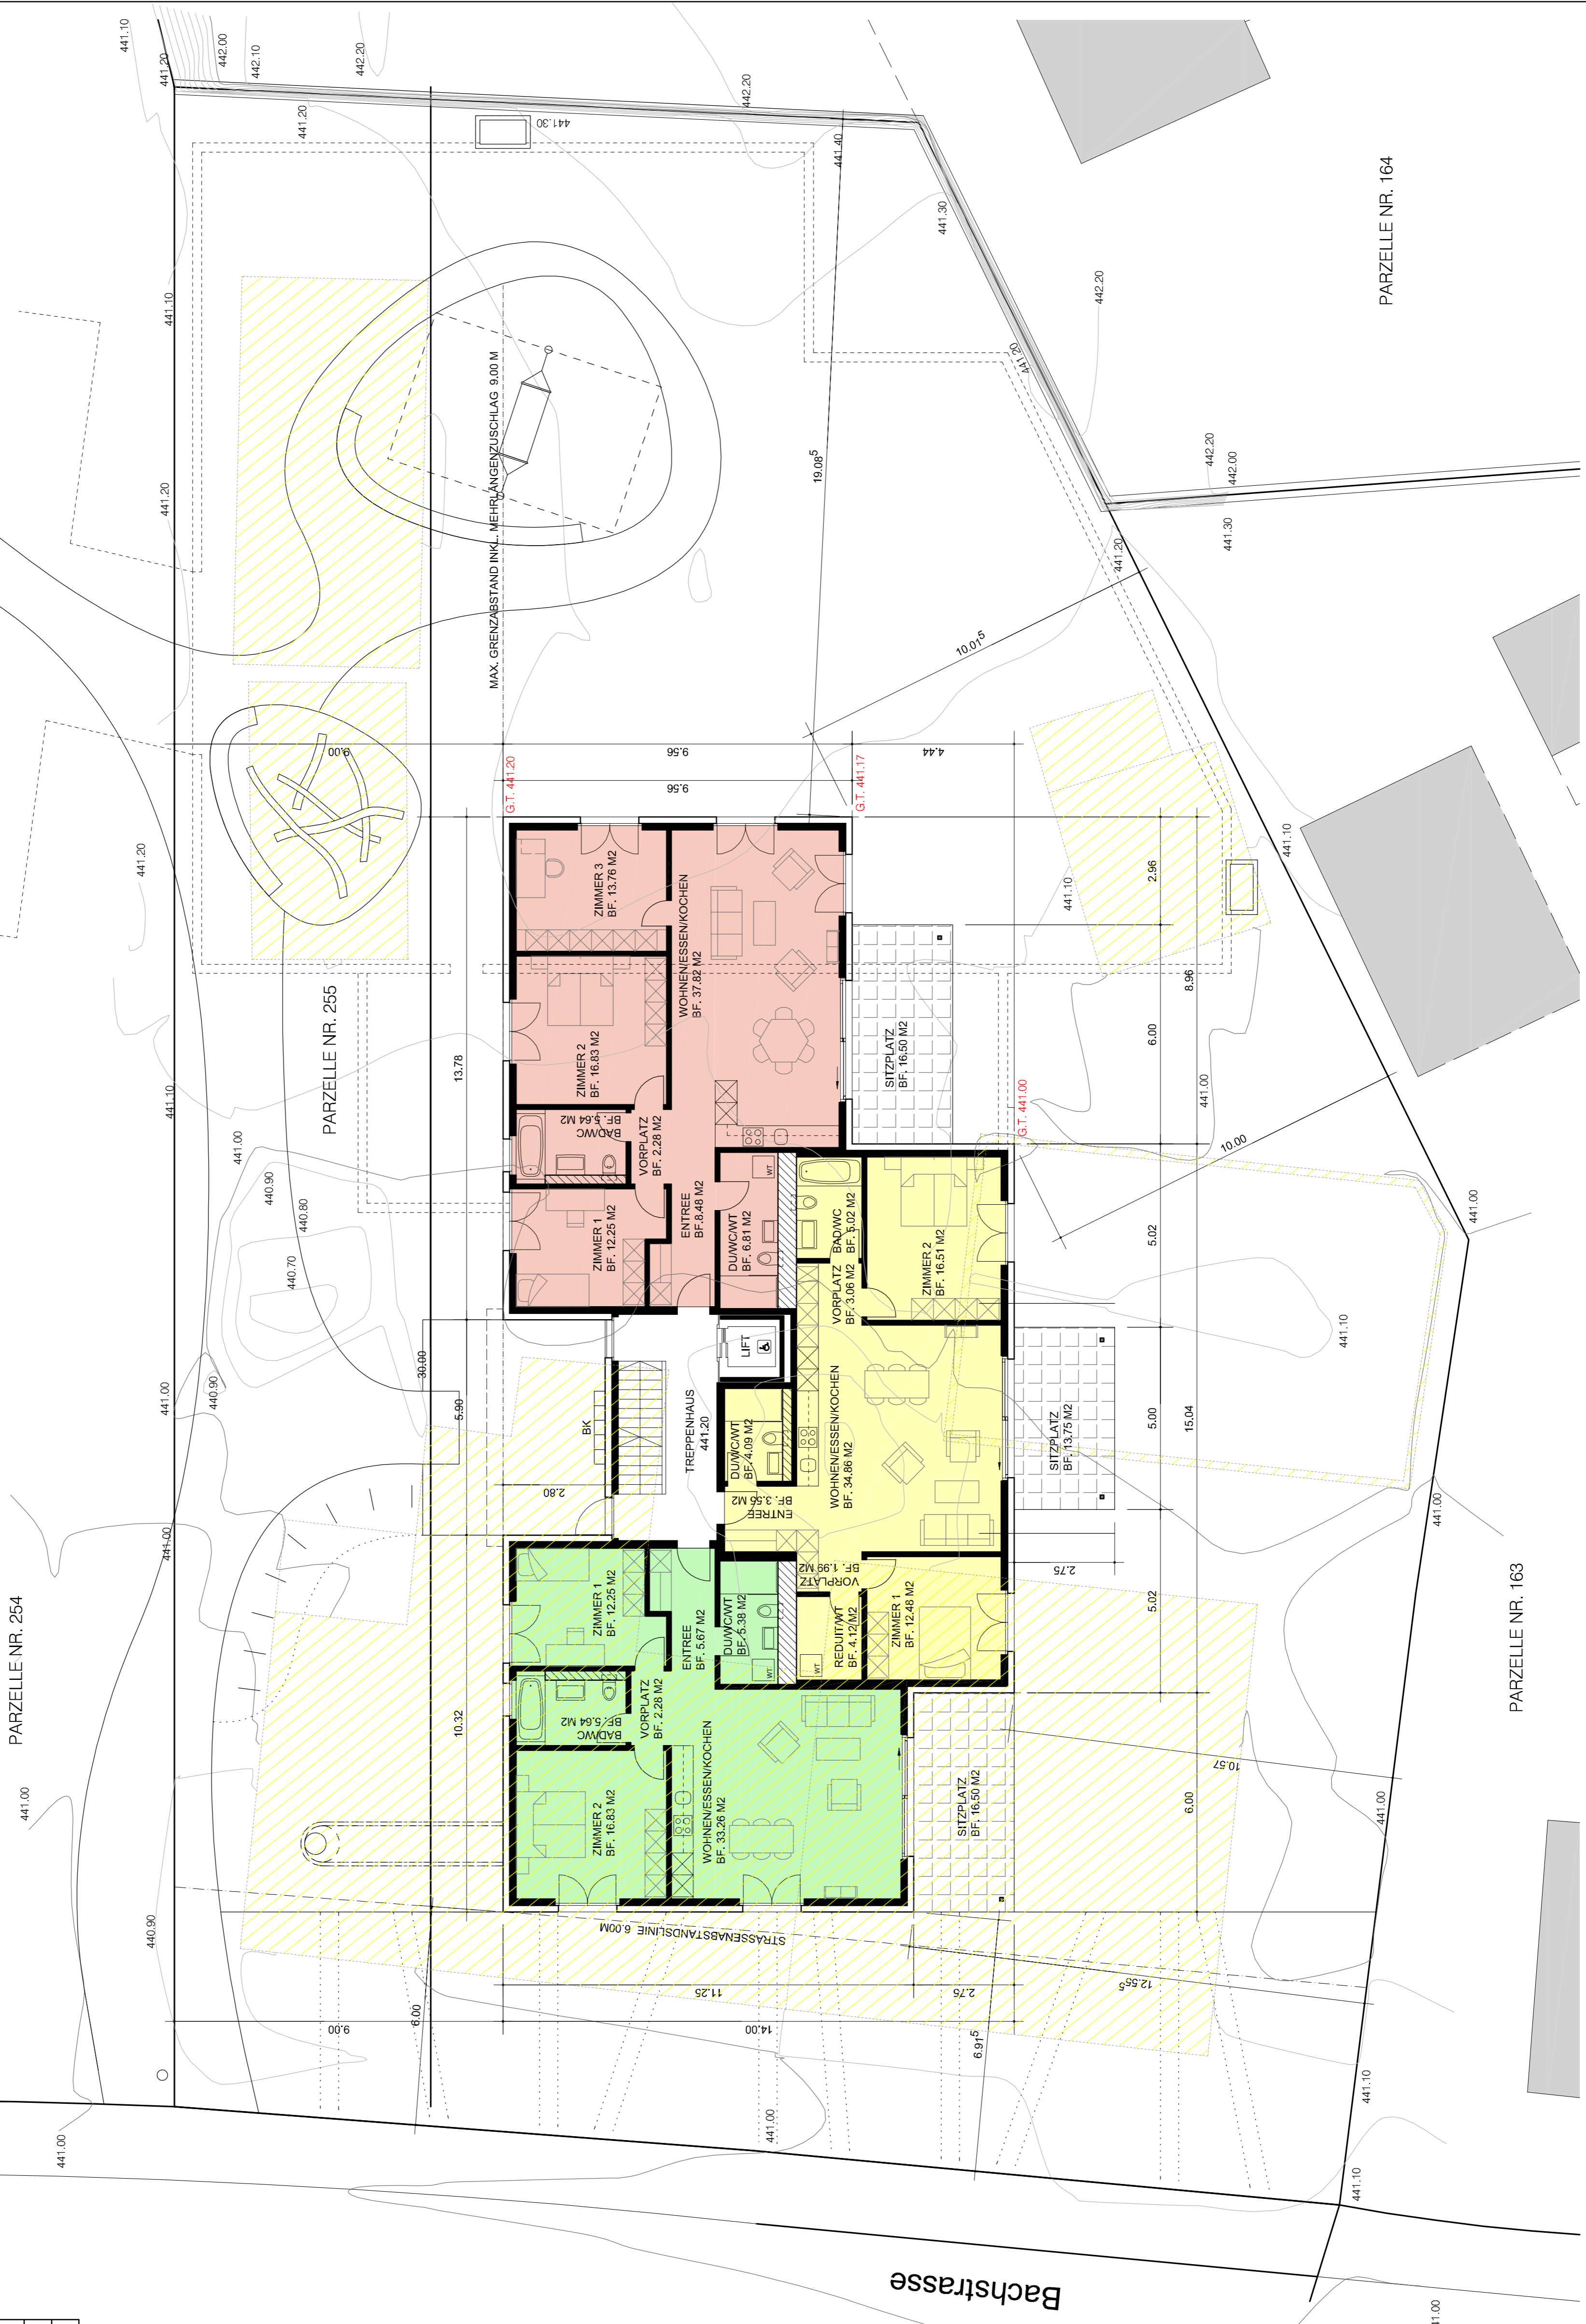 441.10
441.20
442.00
442.10
442.20
441.20
441.30
442.20
441.40
441.30
442.20
441.20
PARZELLE NR. 164
441.10
441.20
MAX. GRENZABSTAND INKL. MEHRLÄNGENZUSCHLAG 9.00 M
19.08⁵
442.20
442.00
441.30
441.20
10.01⁵
9.00
9.56
9.56
4.44
G.T. 441.20
G.T. 441.17
441.20
441.10
441.10
2.96
PARZELLE NR. 255
13.78
ZIMMER 3
BF. 13.76 M2
WOHNEN/ESSEN/KOCHEN
BF. 37.82 M2
ZIMMER 2
BF. 16.83 M2
BAD/WC
BF. 5.64 M2
VORPLATZ
BF. 2.28 M2
ZIMMER 1
BF. 12.25 M2
ENTREE
BF.8.48 M2
DU/WC/WT
BF. 6.81 M2
WT
SITZPLATZ
BF. 16.50 M2
8.96
6.00
G.T. 441.00
441.00
10.00
441.10
441.00
440.90
440.80
440.70
441.00
440.90
30.00
5.90
BK
2.80
TREPPENHAUS
441.20
LIFT
BAD/WC
BF. 5.02 M2
VORPLATZ
BF. 3.06 M2
ZIMMER 2
BF. 16.51 M2
DU/WC/WT
BF. 4.09 M2
ENTREE
BF. 3.55 M2
WOHNEN/ESSEN/KOCHEN
BF. 34.86 M2
VORPLATZ
BF. 1.99 M2
REDUIT/WT
BF. 4.12 M2
WT
ZIMMER 1
BF. 12.48 M2
SITZPLATZ
BF. 13.75 M2
5.02
5.00
15.04
5.02
2.75
441.00
441.10
441.00
441.00
PARZELLE NR. 254
PARZELLE NR. 163
10.32
ZIMMER 1
BF. 12.25 M2
ENTREE
BF. 5.67 M2
DU/WC/WT
BF. 5.38 M2
WT
BAD/WC
BF. 5.64 M2
VORPLATZ
BF. 2.28 M2
ZIMMER 2
BF. 16.83 M2
WOHNEN/ESSEN/KOCHEN
BF. 33.26 M2
SITZPLATZ
BF. 16.50 M2
10.57
6.00
441.00
441.00
440.90
STRASSENABSTANDSLINIE 6.00M
11.25
2.75
12.55⁵
9.00
6.00
14.00
6.91⁵
441.00
441.00
441.10
441.10
Bachstrasse